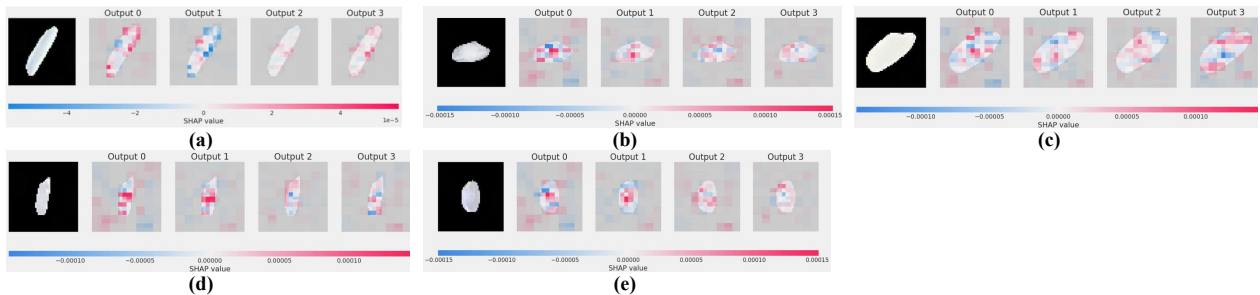 Output 0 Output 1 Output 2 Output 3
−4 −2 0 2 4
1e−5
SHAP value
(a)
Output 0 Output 1 Output 2 Output 3
−0.00015 −0.00010 −0.00005 0.00000 0.00005 0.00010 0.00015
SHAP value
(b)
Output 0 Output 1 Output 2 Output 3
−0.00010 −0.00005 0.00000 0.00005 0.00010
SHAP value
(c)
Output 0 Output 1 Output 2 Output 3
−0.00010 −0.00005 0.00000 0.00005 0.00010
SHAP value
(d)
Output 0 Output 1 Output 2 Output 3
−0.00015 −0.00010 −0.00005 0.00000 0.00005 0.00010 0.00015
SHAP value
(e)